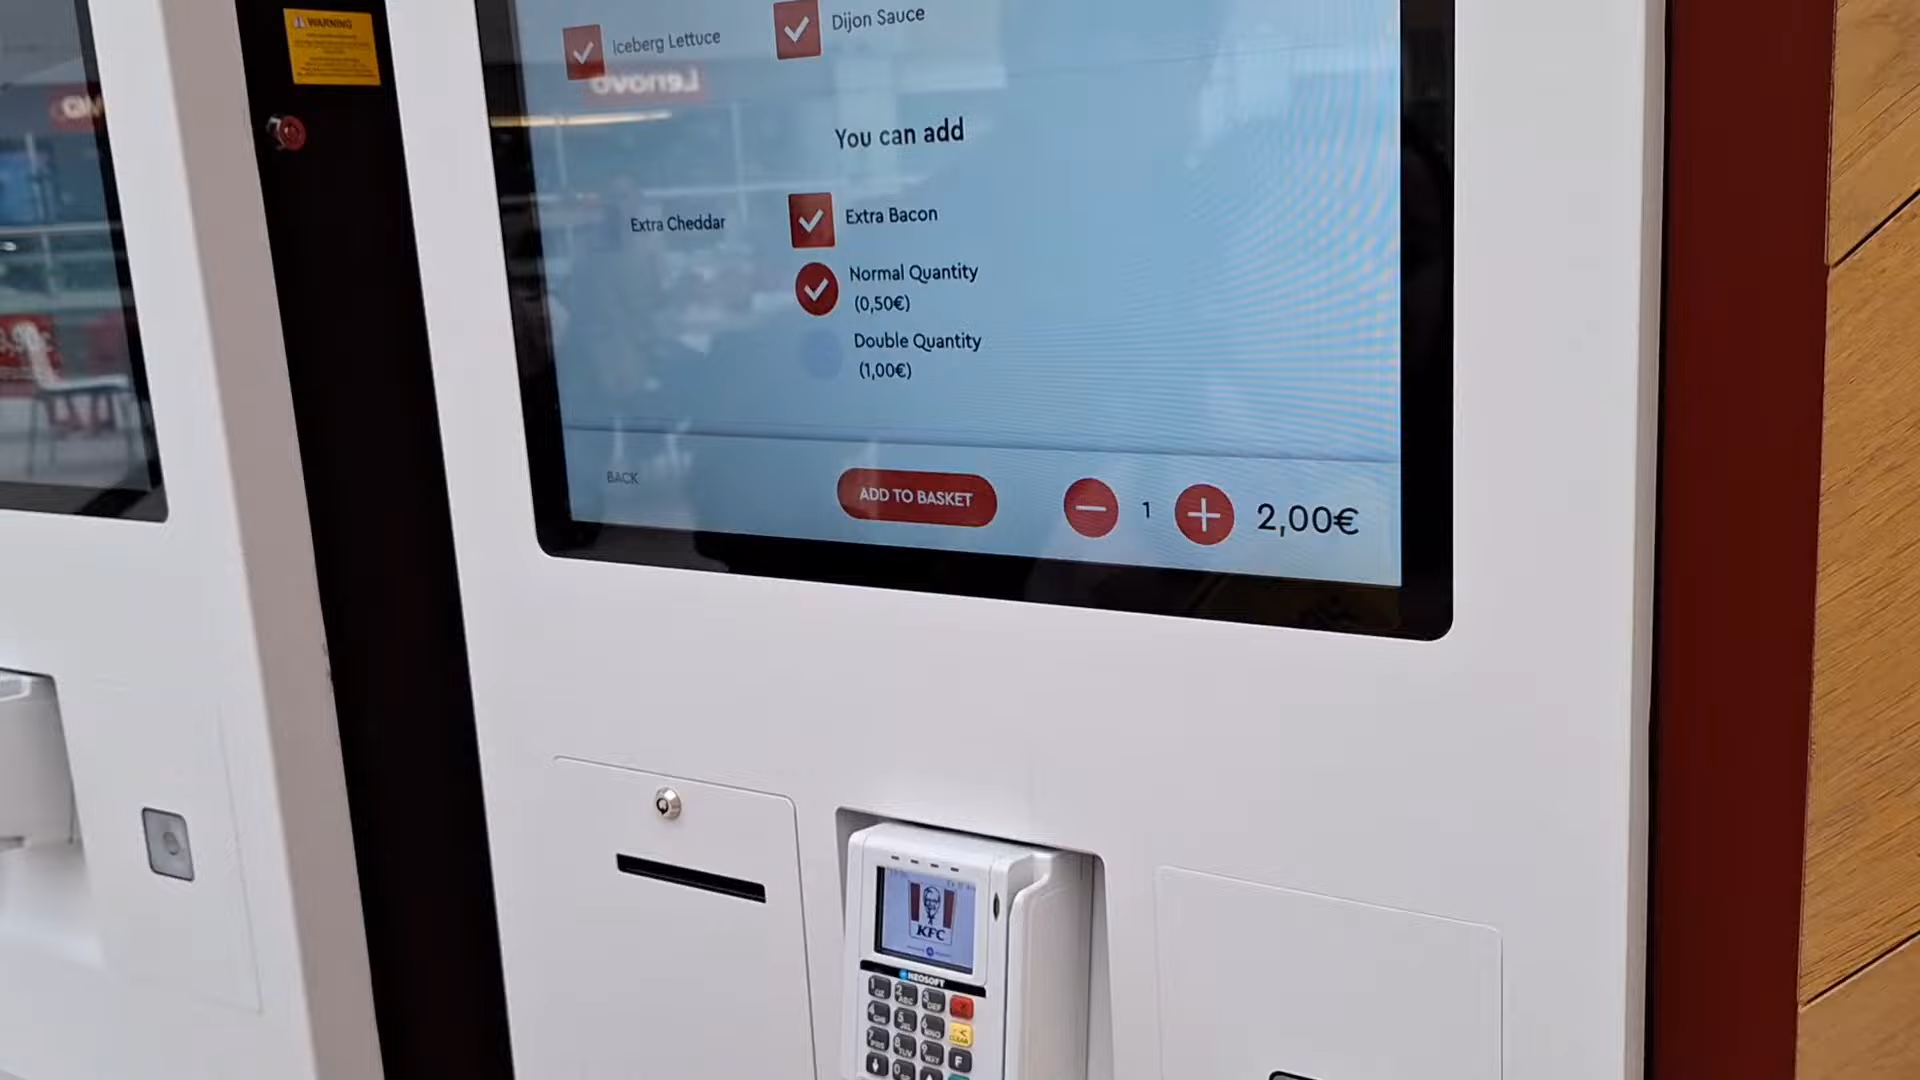 WARNING
Iceberg Lettuce
Dijon Sauce
Lenovo
You can add
Extra Cheddar
Extra Bacon
Normal Quantity
(0,50€)
Double Quantity
(1,00€)
BACK
ADD TO BASKET
1
2,00€
KFC
NEOSOFT
CLEAR
F